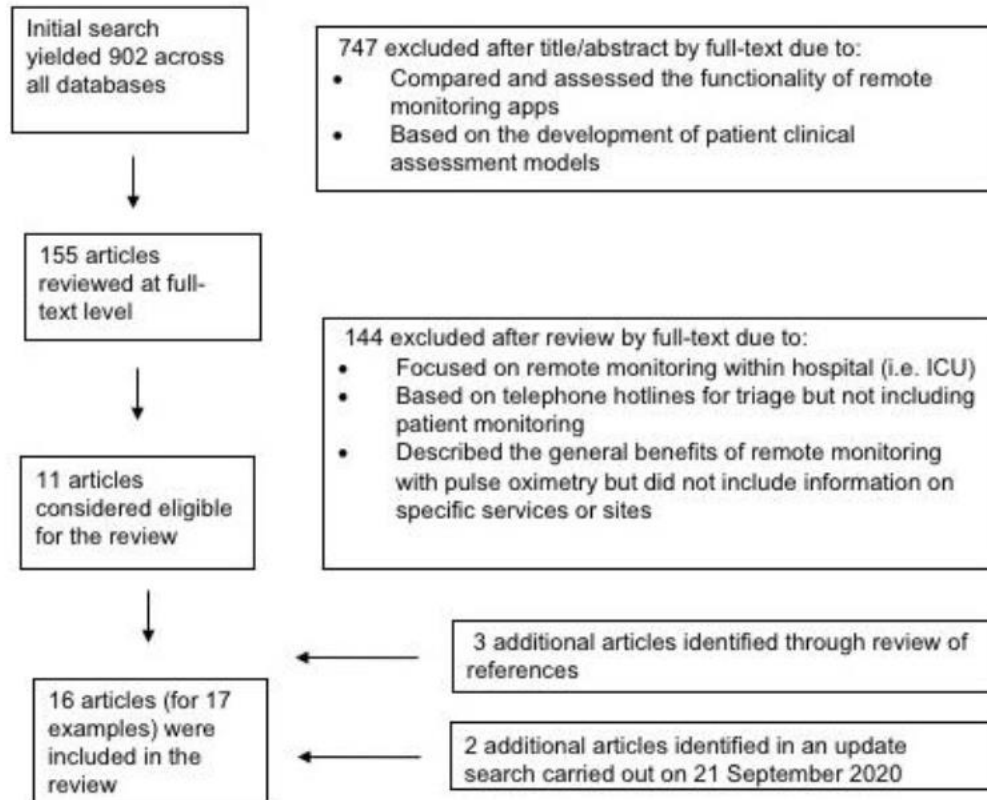 Initial search
yielded 902 across
all databases
747 excluded after title/abstract by full-text due to:
• Compared and assessed the functionality of remote
monitoring apps
• Based on the development of patient clinical
assessment models
155 articles
reviewed at full-
text level
144 excluded after review by full-text due to:
• Focused on remote monitoring within hospital (i.e. ICU)
• Based on telephone hotlines for triage but not including
patient monitoring
• Described the general benefits of remote monitoring
with pulse oximetry but did not include information on
specific services or sites
11 articles
considered eligible
for the review
3 additional articles identified through review of
references
16 articles (for 17
examples) were
included in the
review
2 additional articles identified in an update
search carried out on 21 September 2020